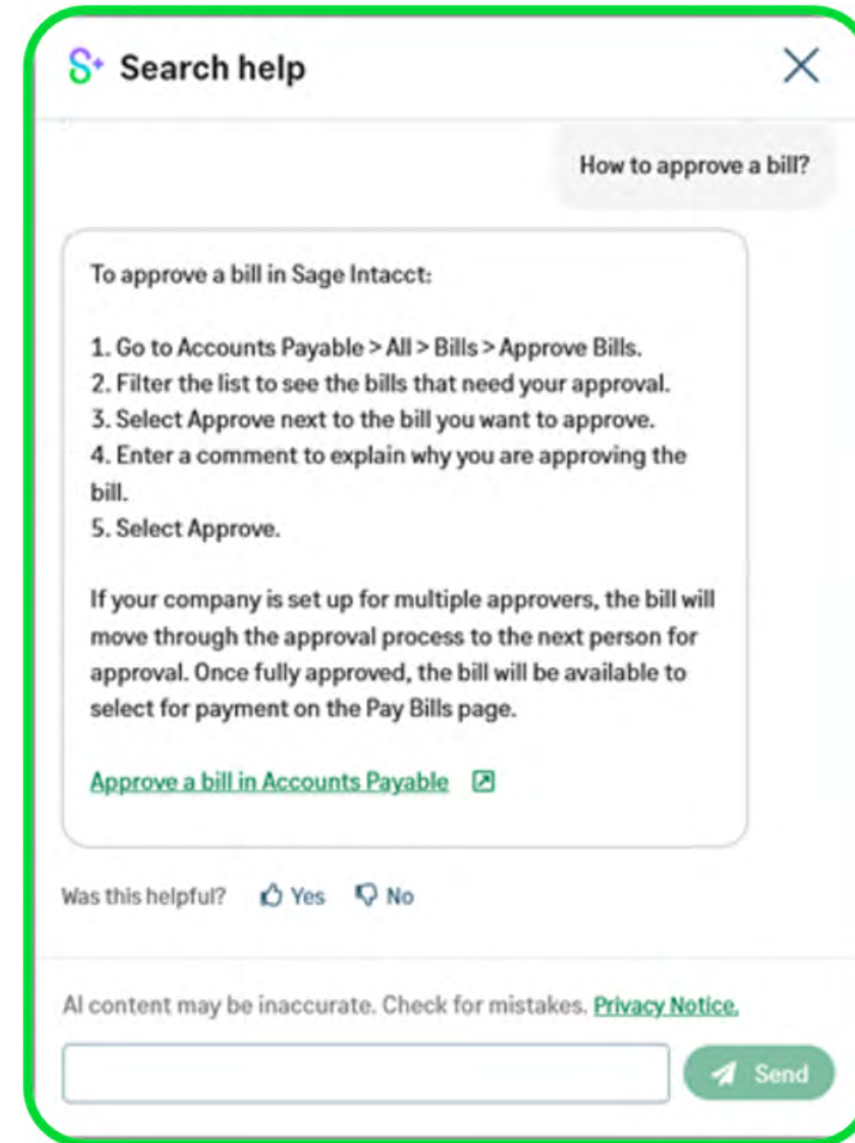 Search help
How to approve a bill?
To approve a bill in Sage Intacct:
1. Go to Accounts Payable > All > Bills > Approve Bills.
2. Filter the list to see the bills that need your approval.
3. Select Approve next to the bill you want to approve.
4. Enter a comment to explain why you are approving the
bill.
5. Select Approve.
If your company is set up for multiple approvers, the bill will
move through the approval process to the next person for
approval. Once fully approved, the bill will be available to
select for payment on the Pay Bills page.
Approve a bill in Accounts Payable
Was this helpful? Yes No
AI content may be inaccurate. Check for mistakes. Privacy Notice.
Send